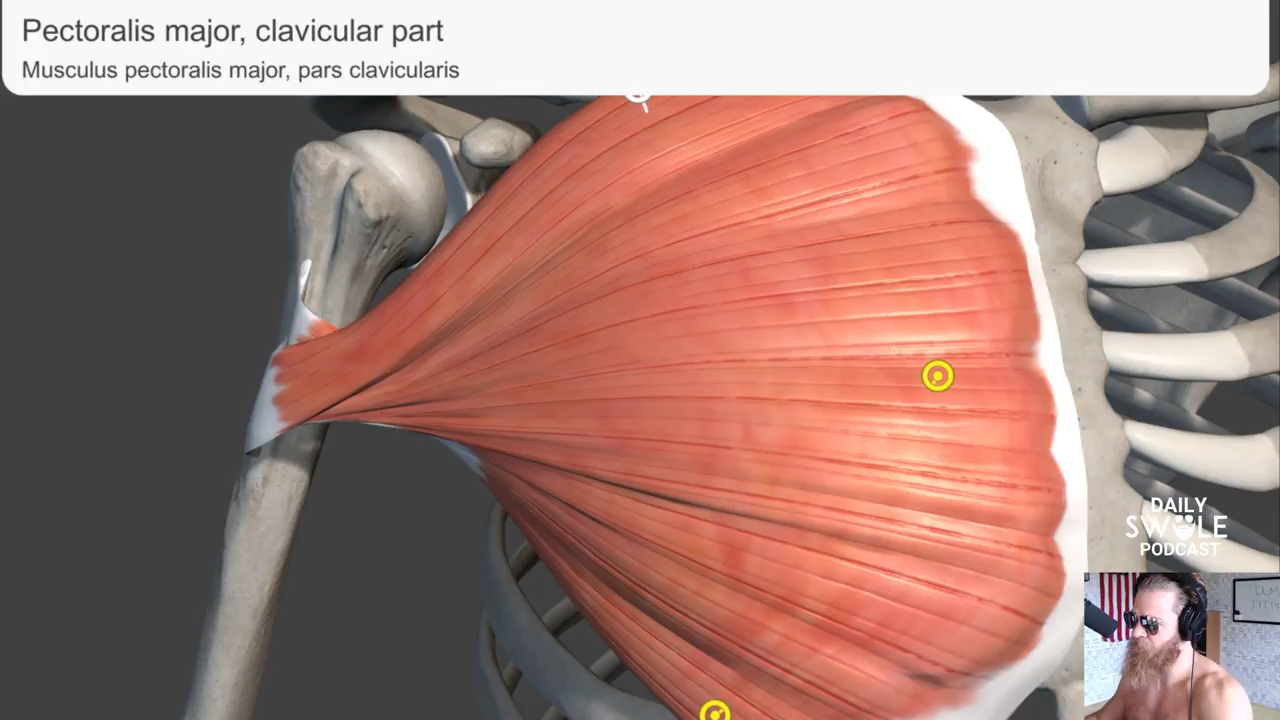 Pectoralis major, clavicular part
Musculus pectoralis major, pars clavicularis
DAILY
SWOLE
PODCAST